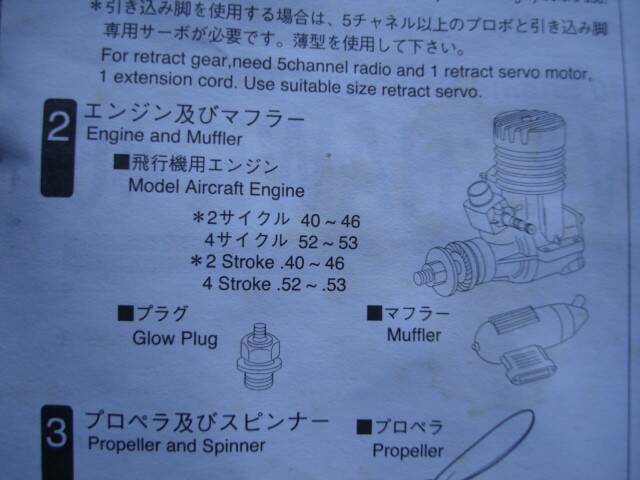 *引き込み脚を使用する場合は、5チャネル以上のプロポと引き込み脚
専用サーボが必要です。薄型を使用して下さい。
For retract gear,need 5channel radio and 1 retract servo motor,
1 extension cord. Use suitable size retract servo.
2 エンジン及びマフラー
Engine and Muffler
■飛行機用エンジン
Model Aircraft Engine
*2サイクル 40～46
4サイクル 52～53
*2 Stroke .40～46
4 Stroke .52～.53
■プラグ
Glow Plug
■マフラー
Muffler
3 プロペラ及びスピンナー
Propeller and Spinner
■プロペラ
Propeller